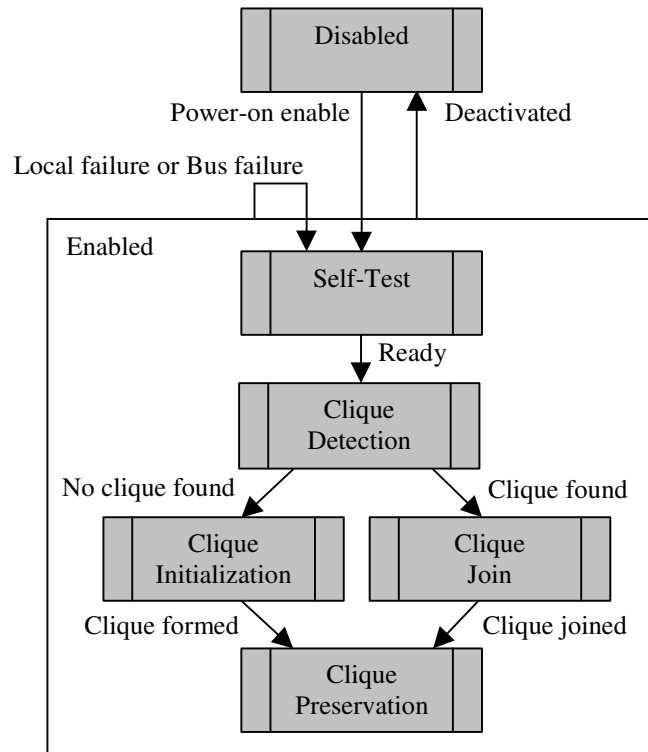 Disabled
Power-on enable
Deactivated
Local failure or Bus failure
Enabled
Self-Test
Ready
Clique
Detection
No clique found
Clique found
Clique
Initialization
Clique
Join
Clique formed
Clique joined
Clique
Preservation